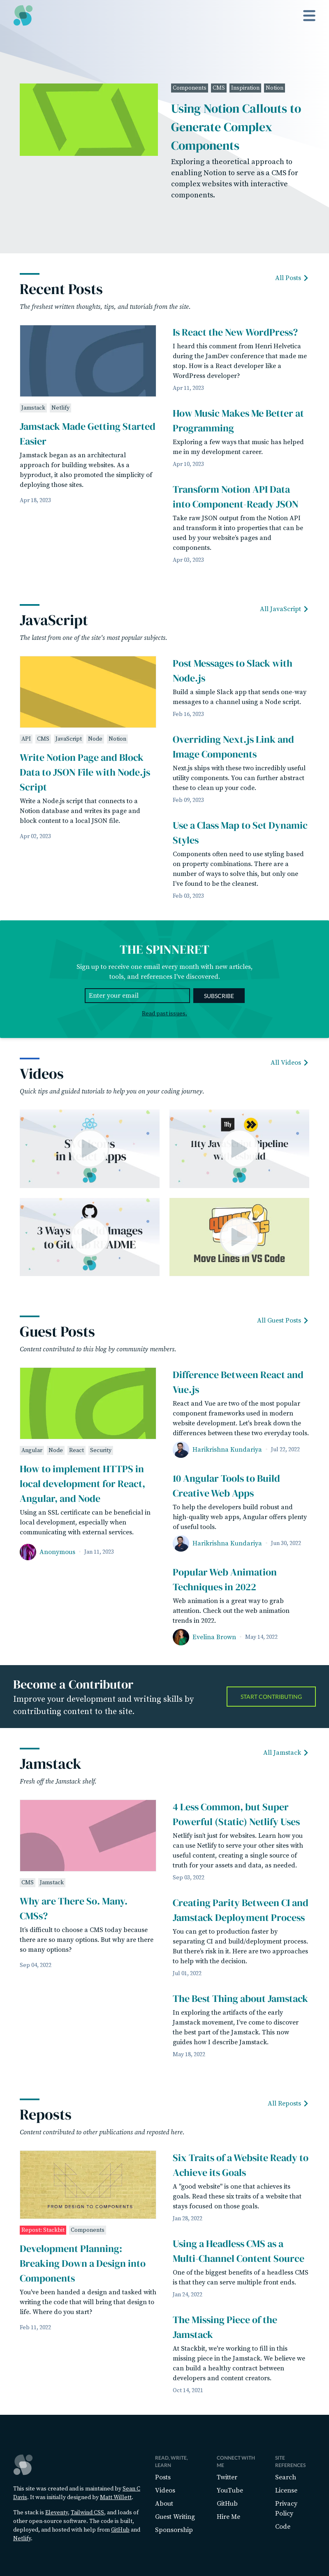 Components CMS Inspiration Notion
Using Notion Callouts to
Generate Complex
Components
Exploring a theoretical approach to
enabling Notion to serve as a CMS for
complex websites with interactive
components.
Recent Posts
All Posts
The freshest written thoughts, tips, and tutorials from the site.
Jamstack Netlify
Jamstack Made Getting Started
Easier
Jamstack began as an architectural
approach for building websites. As a
byproduct, it also promoted the simplicity of
deploying those sites.
Apr 18, 2023
Is React the New WordPress?
I heard this comment from Henri Helvetica
during the JamDev conference that made me
stop. How is a React developer like a
WordPress developer?
Apr 11, 2023
How Music Makes Me Better at
Programming
Exploring a few ways that music has helped
me in my development career.
Apr 10, 2023
Transform Notion API Data
into Component-Ready JSON
Take raw JSON output from the Notion API
and transform it into properties that can be
used by your website's pages and
components.
Apr 03, 2023
JavaScript
All JavaScript
The latest from one of the site's most popular subjects.
API CMS JavaScript Node Notion
Write Notion Page and Block
Data to JSON File with Node.js
Script
Write a Node.js script that connects to a
Notion database and writes its page and
block content to a local JSON file.
Apr 02, 2023
Post Messages to Slack with
Node.js
Build a simple Slack app that sends one-way
messages to a channel using a Node script.
Feb 16, 2023
Overriding Next.js Link and
Image Components
Next.js ships with these two incredibly useful
utility components. You can further abstract
these to clean up your code.
Feb 09, 2023
Use a Class Map to Set Dynamic
Styles
Components often need to use styling based
on property combinations. There are a
number of ways to solve this, but only one
I've found to be the cleanest.
Feb 03, 2023
THE SPINNERET
Sign up to receive one email every month with new articles,
tools, and references I've discovered.
Enter your email
SUBSCRIBE
Read past issues.
Videos
All Videos
Quick tips and guided tutorials to help you on your coding journey.
Move Lines in VS Code
Guest Posts
All Guest Posts
Content contributed to this blog by community members.
Angular Node React Security
How to implement HTTPS in
local development for React,
Angular, and Node
Using an SSL certificate can be beneficial in
local development, especially when
communicating with external services.
Anonymous Jan 11, 2023
Difference Between React and
Vue.js
React and Vue are two of the most popular
component frameworks used in modern
website development. Let's break down the
differences between these two everyday tools.
Harikrishna Kundariya Jul 22, 2022
10 Angular Tools to Build
Creative Web Apps
To help the developers build robust and
high-quality web apps, Angular offers plenty
of useful tools.
Harikrishna Kundariya Jun 30, 2022
Popular Web Animation
Techniques in 2022
Web animation is a great way to grab
attention. Check out the web animation
trends in 2022.
Evelina Brown May 14, 2022
Become a Contributor
Improve your development and writing skills by
contributing content to the site.
START CONTRIBUTING
Jamstack
All Jamstack
Fresh off the Jamstack shelf.
CMS Jamstack
Why are There So. Many.
CMSs?
It's difficult to choose a CMS today because
there are so many options. But why are there
so many options?
Sep 04, 2022
4 Less Common, but Super
Powerful (Static) Netlify Uses
Netlify isn't just for websites. Learn how you
can use Netlify to serve your other sites with
useful content, creating a single source of
truth for your assets and data, as needed.
Sep 03, 2022
Creating Parity Between CI and
Jamstack Deployment Process
You can get to production faster by
separating CI and build/deployment process.
But there's risk in it. Here are two approaches
to help with the decision.
Jul 01, 2022
The Best Thing about Jamstack
In exploring the artifacts of the early
Jamstack movement, I've come to discover
the best part of the Jamstack. This now
guides how I describe Jamstack.
May 18, 2022
Reposts
All Reposts
Content contributed to other publications and reposted here.
FROM DESIGN TO COMPONENTS
Repost: Stackbit Components
Development Planning:
Breaking Down a Design into
Components
You've been handed a design and tasked with
writing the code that will bring that design to
life. Where do you start?
Feb 11, 2022
Six Traits of a Website Ready to
Achieve its Goals
A "good website" is one that achieves its
goals. Read these six traits of a website that
stays focused on those goals.
Jan 28, 2022
Using a Headless CMS as a
Multi-Channel Content Source
One of the biggest benefits of a headless CMS
is that they can serve multiple front ends.
Jan 24, 2022
The Missing Piece of the
Jamstack
At Stackbit, we're working to fill in this
missing piece in the Jamstack. We believe we
can build a healthy contract between
developers and content creators.
Oct 14, 2021
This site was created and is maintained by Sean C
Davis. It was initially designed by Matt Willett.
The stack is Eleventy, Tailwind CSS, and loads of
other open-source software. The code is built,
deployed, and hosted with help from GitHub and
Netlify.
READ, WRITE,
LEARN
Posts
Videos
About
Guest Writing
Sponsorship
CONNECT WITH
ME
Twitter
YouTube
GitHub
Hire Me
SITE
REFERENCES
Search
License
Privacy
Policy
Code